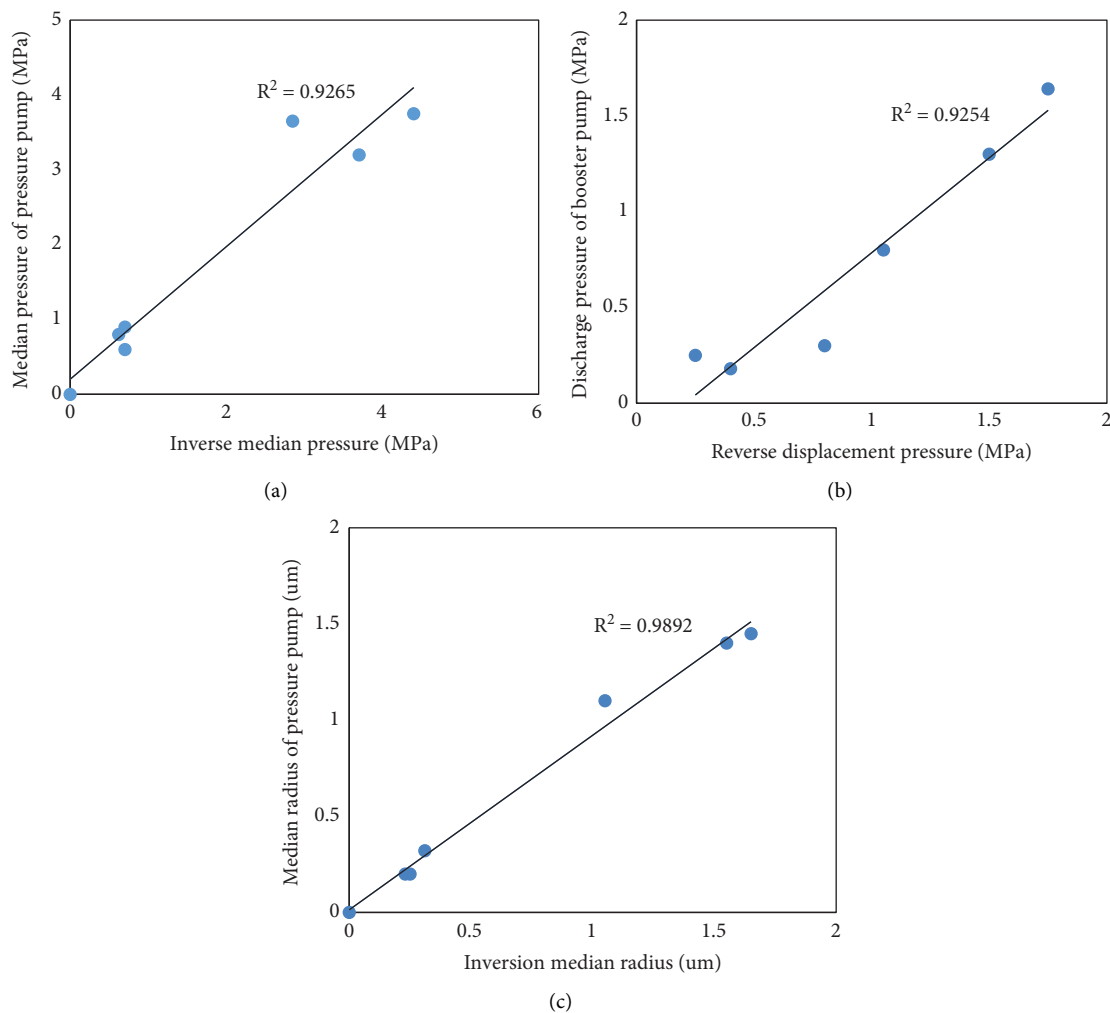 5
4
3
2
1
0
Median pressure of pressure pump (MPa)
R² = 0.9265
0 2 4 6
Inverse median pressure (MPa)
(a)
2
1.5
1
0.5
0
Discharge pressure of booster pump (MPa)
R² = 0.9254
0 0.5 1 1.5 2
Reverse displacement pressure (MPa)
(b)
2
1.5
1
0.5
0
Median radius of pressure pump (um)
R² = 0.9892
0 0.5 1 1.5 2
Inversion median radius (um)
(c)